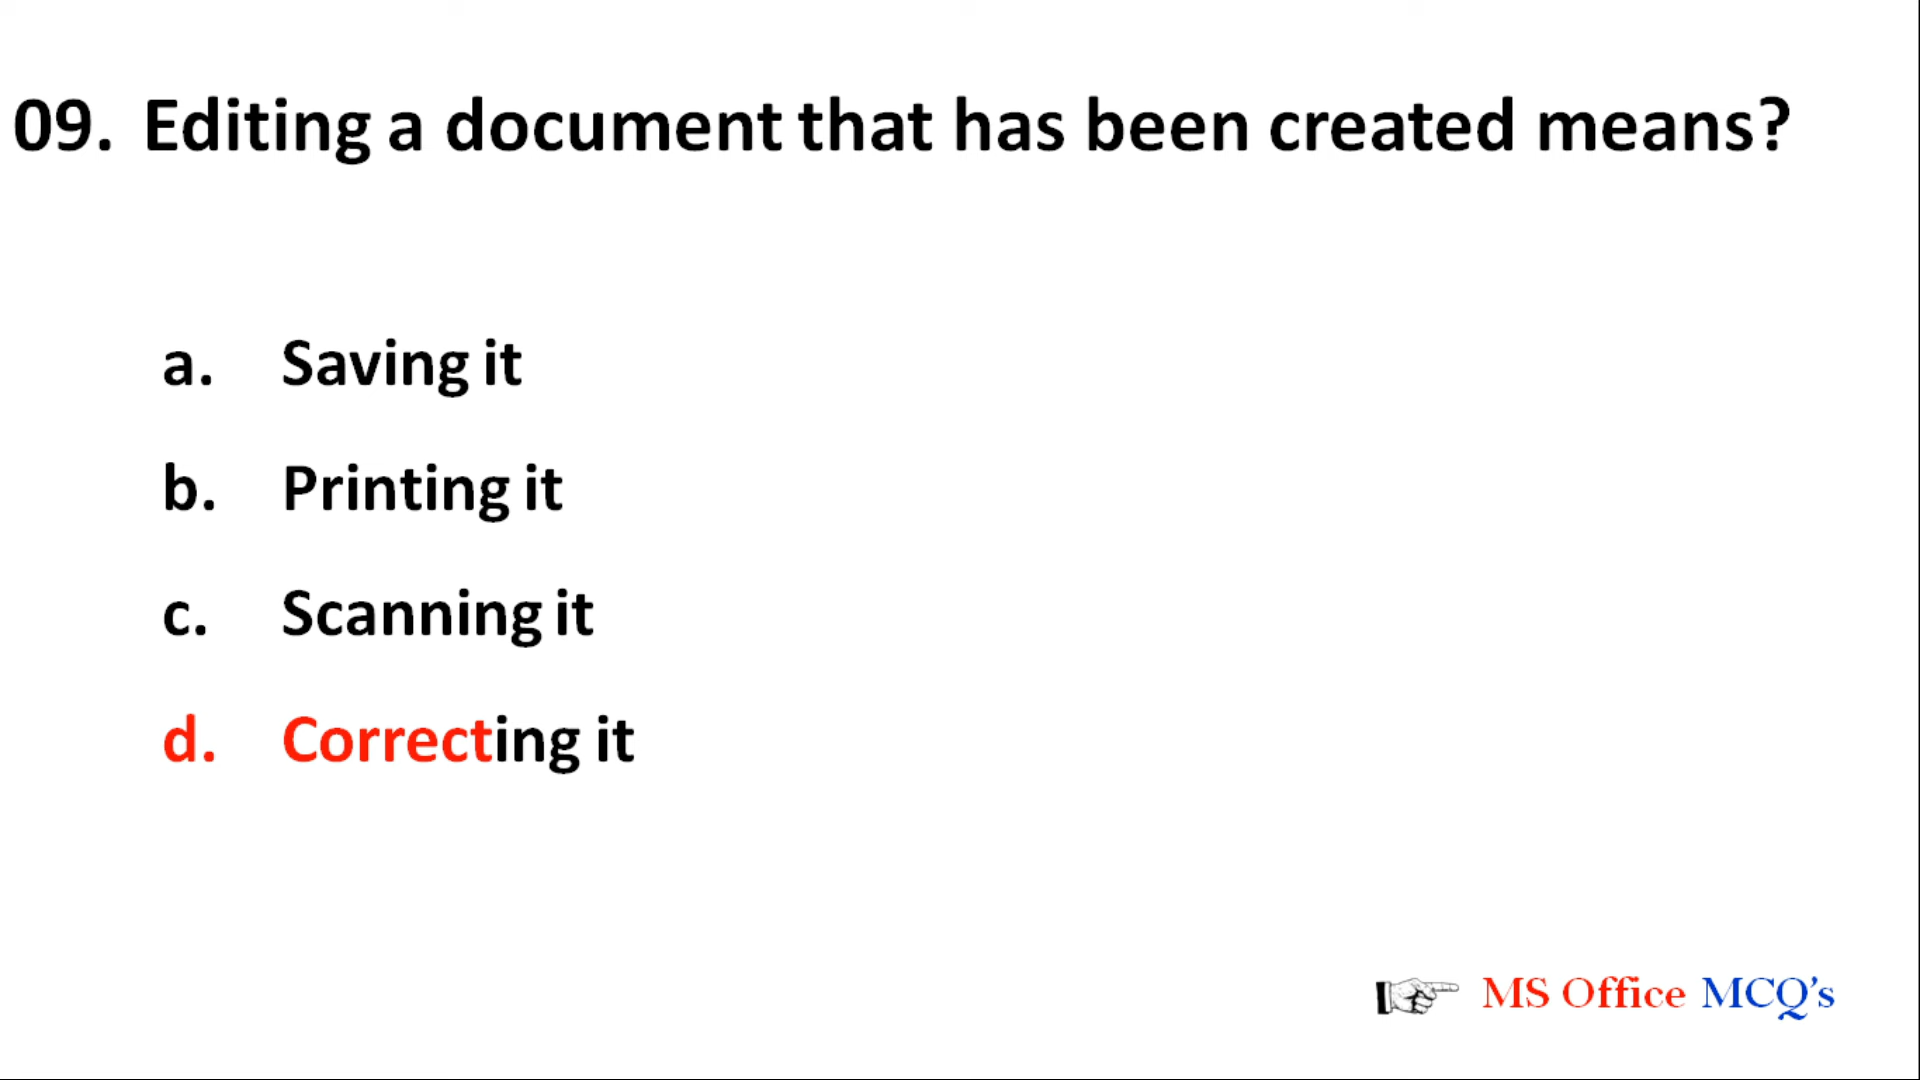 09. Editing a document that has been created means?
a. Saving it
b. Printing it
c. Scanning it
d. Correcting it
MS Office MCQ's